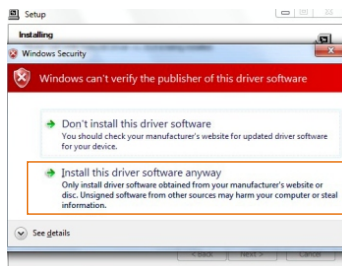 Setup
Installing
Windows Security
Windows can't verify the publisher of this driver software
Don't install this driver software
You should check your manufacturer's website for updated driver software
for your device.
Install this driver software anyway
Only install driver software obtained from your manufacturer's website or
disc. Unsigned software from other sources may harm your computer or steal
information.
See details
< Back Next > Cancel